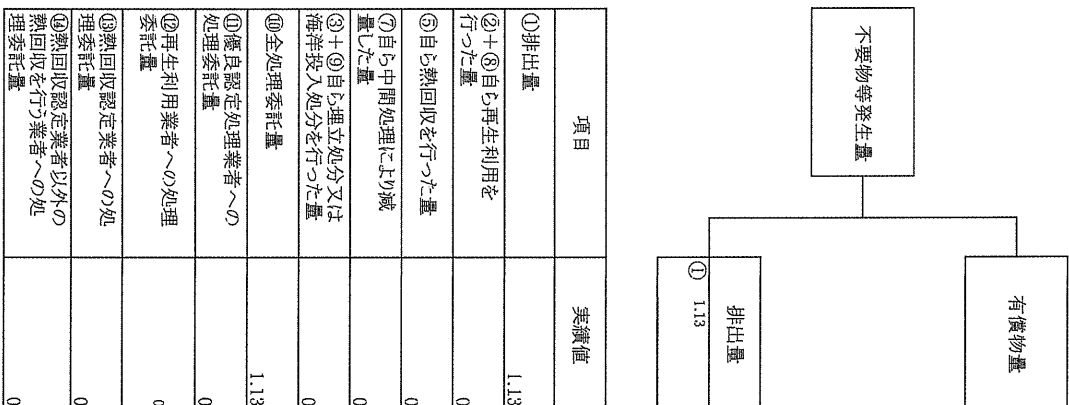 不要物等発生量
有償物量
排出量
① 1.13
項目
実績値
①排出量
1.13
②+⑧自ら再生利用を
行った量
0
⑤自ら熱回収を行った量
0
⑦自ら中間処理により減
量した量
0
③+⑨自ら埋立処分又は
海洋投入処分を行った量
0
⑩全処理委託量
1.13
⑪優良認定処理業者への
処理委託量
0
⑫再生利用業者への処理
委託量
0
⑬熱回収認定業者への処
理委託量
0
⑭熱回収認定業者以外の
熱回収を行う業者への処
理委託量
0